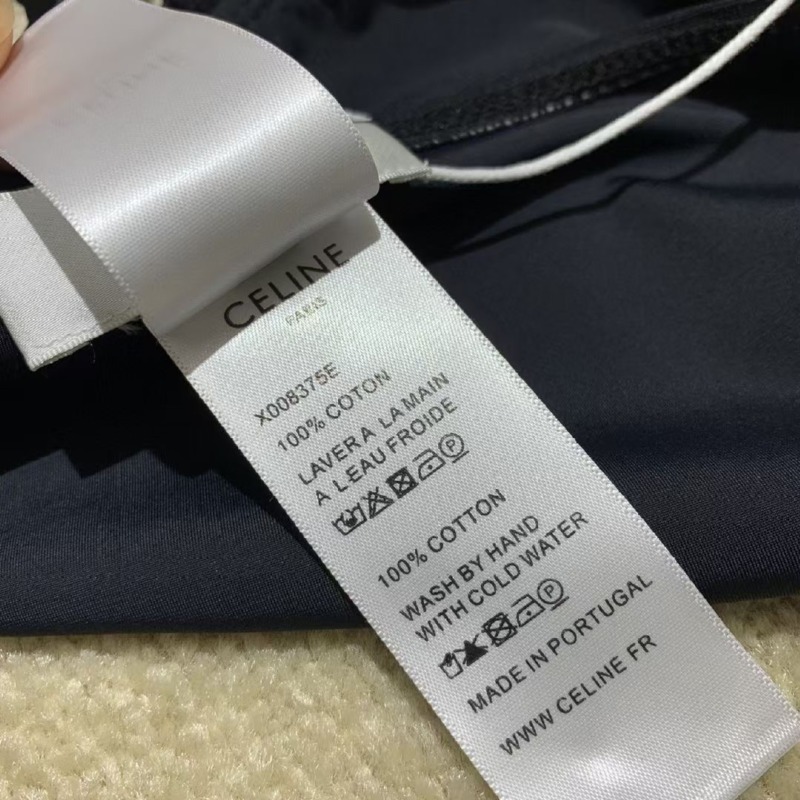 CELINE
PARIS
X008375E
100% COTON
LAVER A LA MAIN
A L EAU FROIDE
100% COTTON
WASH BY HAND
WITH COLD WATER
MADE IN PORTUGAL
WWW CELINE FR